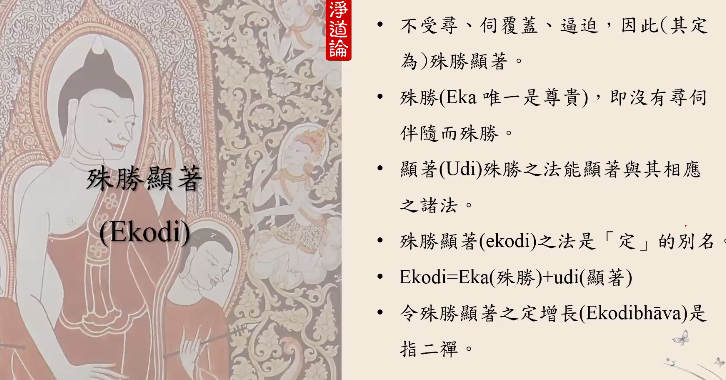 淨道論
殊勝顯著
(Ekodi)
• 不受尋、伺覆蓋、逼迫，因此(其定
為)殊勝顯著。
• 殊勝(Eka 唯一是尊貴)，即沒有尋伺
伴隨而殊勝。
• 顯著(Udi)殊勝之法能顯著與其相應
之諸法。
• 殊勝顯著(ekodi)之法是「定」的別名。
• Ekodi=Eka(殊勝)+udi(顯著)
• 令殊勝顯著之定增長(Ekodibhāva)是
指二禪。